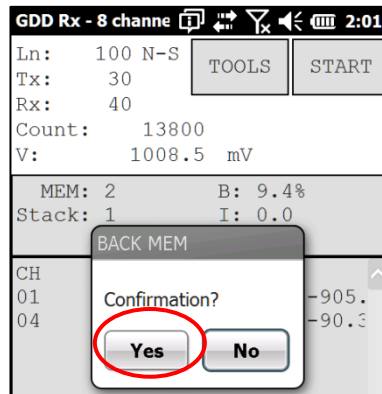 GDD Rx - 8 channe 2:01
Ln: 100 N-S TOOLS START
Tx: 30
Rx: 40
Count: 13800
V: 1008.5 mV
MEM: 2 B: 9.4%
Stack: 1 I: 0.0
BACK MEM
CH
01 Confirmation? -905.
04 -90.3
Yes No